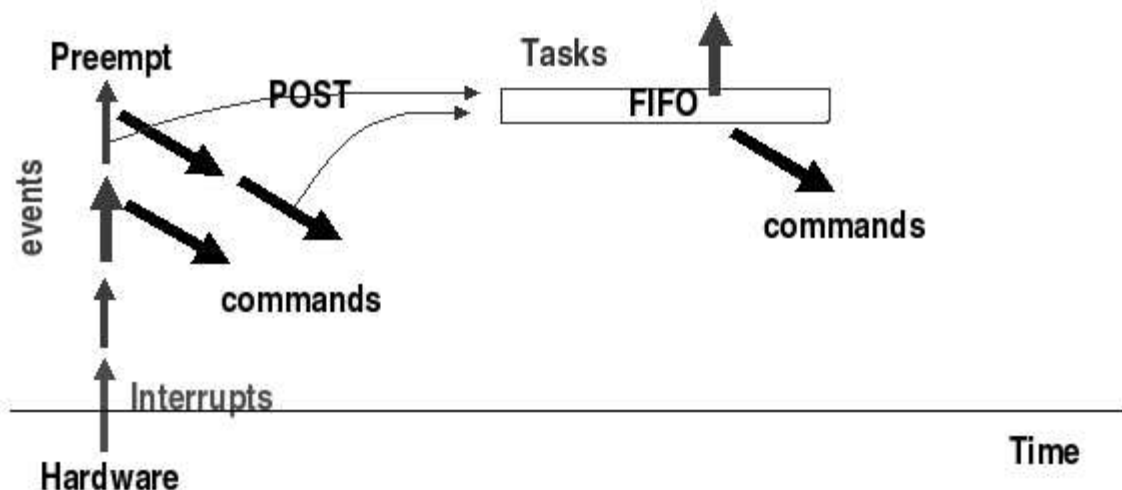 Preempt
Tasks
POST
FIFO
events
commands
commands
Interrupts
Time
Hardware